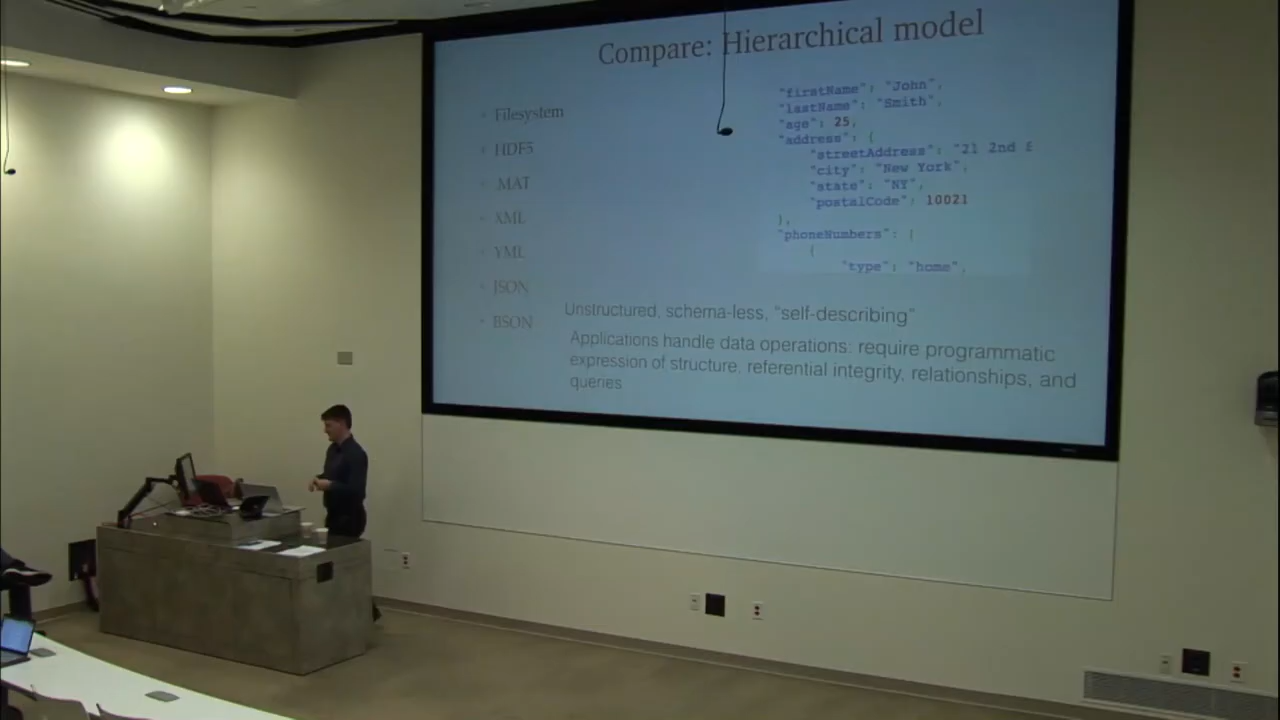 Compare: Hierarchical model
Filesystem
HDF5
.MAT
XML
YML
JSON
BSON
"firstName": "John",
"lastName": "Smith",
"age": 25,
"address": {
"streetAddress": "21 2nd S
"city": "New York",
"state": "NY",
"postalCode": 10021
},
"phoneNumbers": [
{
"type": "home",
Unstructured, schema-less, "self-describing"
Applications handle data operations: require programmatic
expression of structure, referential integrity, relationships, and
queries